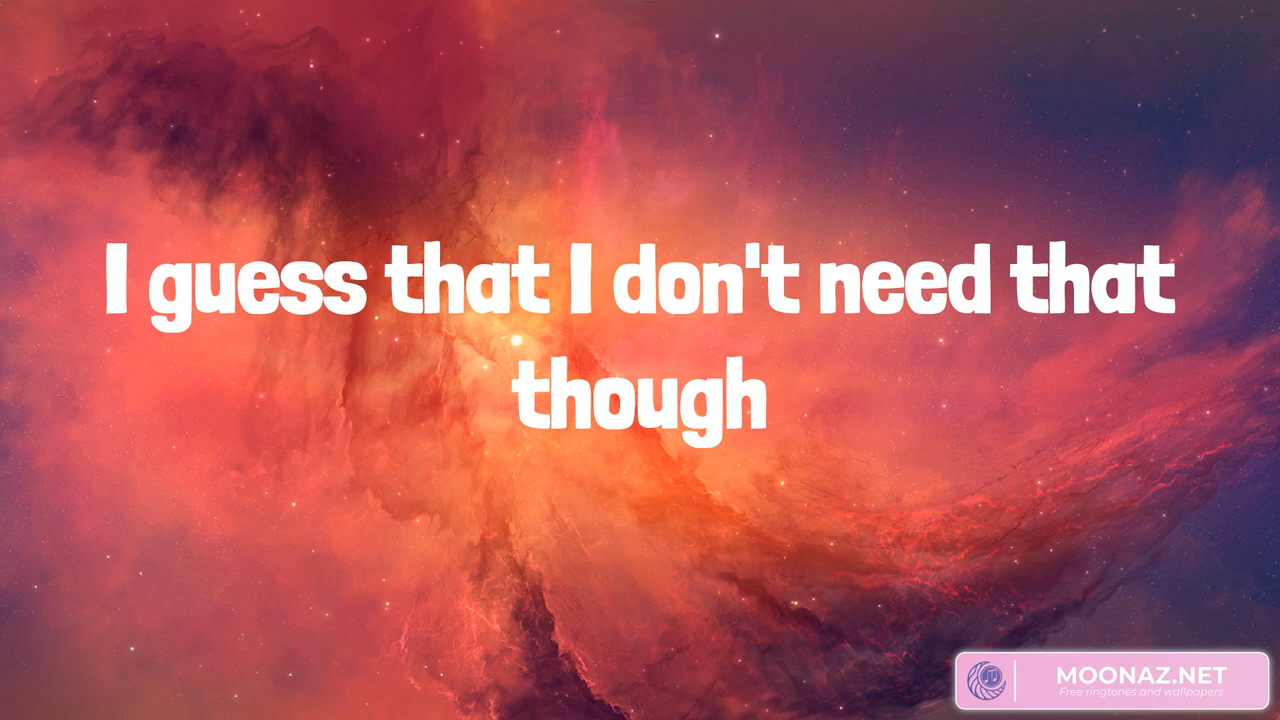 I guess that I don't need that
though
MOONAZ.NET
Free ringtones and wallpapers